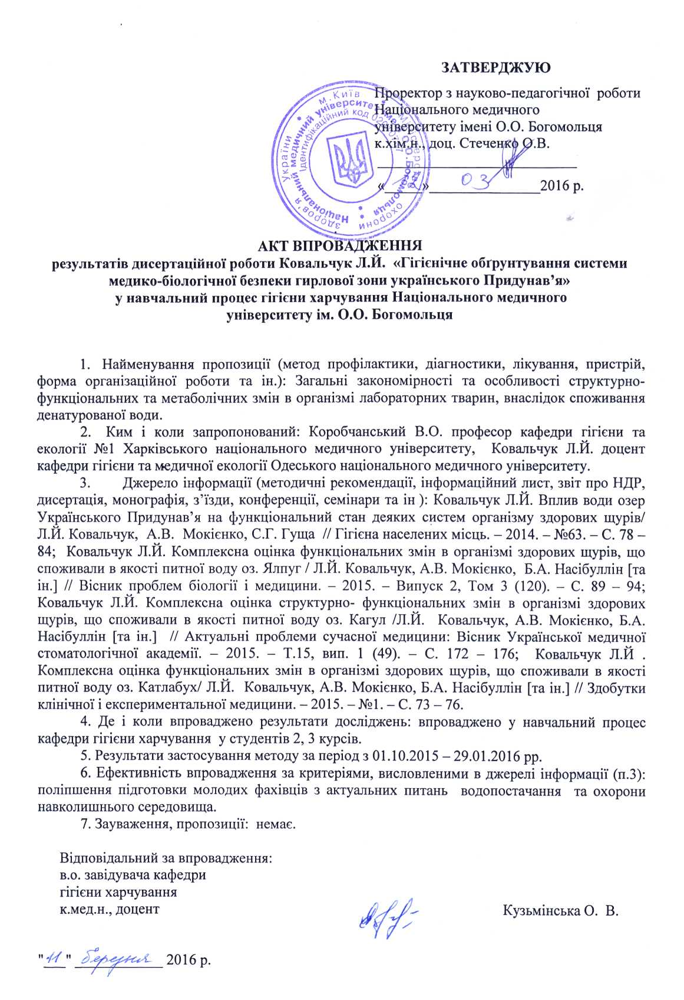 ЗАТВЕРДЖУЮ
Проректор з науково-педагогічної роботи
Національного медичного
університету імені О.О. Богомольця
к.хім.н., доц. Стеченко О.В.
« » 03 2016 р.
м.Київ
Міністерство охорони здоров'я України
Національний медичний університет імені О.О.Богомольця
Ідентифікаційний код
АКТ ВПРОВАДЖЕННЯ
результатів дисертаційної роботи Ковальчук Л.Й. «Гігієнічне обґрунтування системи
медико-біологічної безпеки гирлової зони українського Придунав’я»
у навчальний процес гігієни харчування Національного медичного
університету ім. О.О. Богомольця
1. Найменування пропозиції (метод профілактики, діагностики, лікування, пристрій,
форма організаційної роботи та ін.): Загальні закономірності та особливості структурно-
функціональних та метаболічних змін в організмі лабораторних тварин, внаслідок споживання
денатурованої води.
2. Ким і коли запропонований: Коробчанський В.О. професор кафедри гігієни та
екології №1 Харківського національного медичного університету, Ковальчук Л.Й. доцент
кафедри гігієни та медичної екології Одеського національного медичного університету.
3. Джерело інформації (методичні рекомендації, інформаційний лист, звіт про НДР,
дисертація, монографія, з’їзди, конференції, семінари та ін ): Ковальчук Л.Й. Вплив води озер
Українського Придунав’я на функціональний стан деяких систем організму здорових щурів/
Л.Й. Ковальчук, А.В. Мокієнко, С.Г. Гуща // Гігієна населених місць. – 2014. – №63. – С. 78 –
84; Ковальчук Л.Й. Комплексна оцінка функціональних змін в організмі здорових щурів, що
споживали в якості питної воду оз. Ялпуг / Л.Й. Ковальчук, А.В. Мокієнко, Б.А. Насібуллін [та
ін.] // Вісник проблем біології і медицини. – 2015. – Випуск 2, Том 3 (120). – С. 89 – 94;
Ковальчук Л.Й. Комплексна оцінка структурно- функціональних змін в організмі здорових
щурів, що споживали в якості питної воду оз. Кагул /Л.Й. Ковальчук, А.В. Мокієнко, Б.А.
Насібуллін [та ін.] // Актуальні проблеми сучасної медицини: Вісник Української медичної
стоматологічної академії. – 2015. – Т.15, вип. 1 (49). – С. 172 – 176; Ковальчук Л.Й .
Комплексна оцінка функціональних змін в організмі здорових щурів, що споживали в якості
питної воду оз. Катлабух/ Л.Й. Ковальчук, А.В. Мокієнко, Б.А. Насібуллін [та ін.] // Здобутки
клінічної і експериментальної медицини. – 2015. – №1. – С. 73 – 76.
4. Де і коли впроваджено результати досліджень: впроваджено у навчальний процес
кафедри гігієни харчування у студентів 2, 3 курсів.
5. Результати застосування методу за період з 01.10.2015 – 29.01.2016 рр.
6. Ефективність впровадження за критеріями, висловленими в джерелі інформації (п.3):
поліпшення підготовки молодих фахівців з актуальних питань водопостачання та охорони
навколишнього середовища.
7. Зауваження, пропозиції: немає.
Відповідальний за впровадження:
в.о. завідувача кафедри
гігієни харчування
к.мед.н., доцент Кузьмінська О. В.
"11" березня 2016 р.